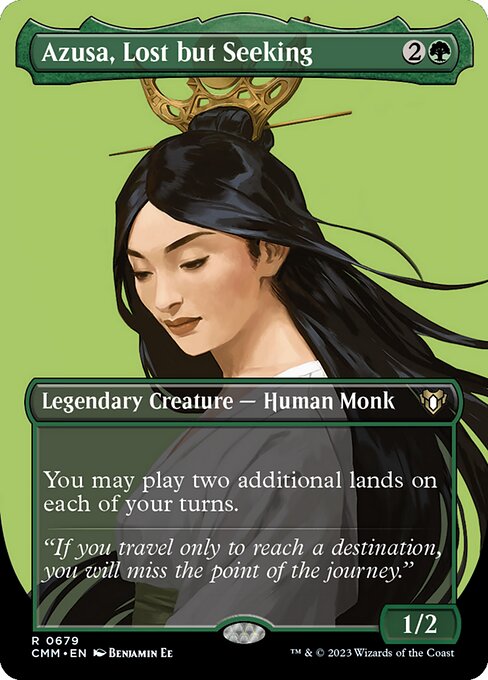 Azusa, Lost but Seeking 2
Legendary Creature — Human Monk
You may play two additional lands on
each of your turns.
“If you travel only to reach a destination,
you will miss the point of the journey.”
1/2
R 0679
CMM • EN Benjamin Ee
™ & © 2023 Wizards of the Coast